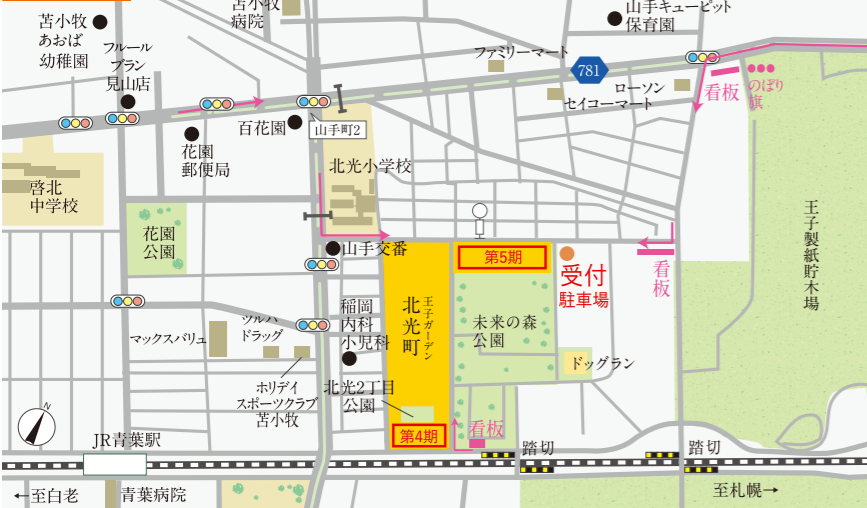 苫小牧
病院
山手キューピット
保育園
苫小牧
あおば
幼稚園
フルール
ブラン
見山店
ファミリーマート
781
ローソン
セイコーマート
看板
のぼり
旗
百花園
山手町2
花園
郵便局
北光小学校
啓北
中学校
花園
公園
山手交番
第5期
受付
駐車場
看板
王子製紙貯木場
稲岡
内科
小児科
北光町
王子ガーデン
未来の森
公園
ドッグラン
マックスバリュ
ツルハ
ドラッグ
ホリデイ
スポーツクラブ
苫小牧
北光2丁目
公園
第4期
看板
N
JR青葉駅
踏切
踏切
←至白老
青葉病院
至札幌→